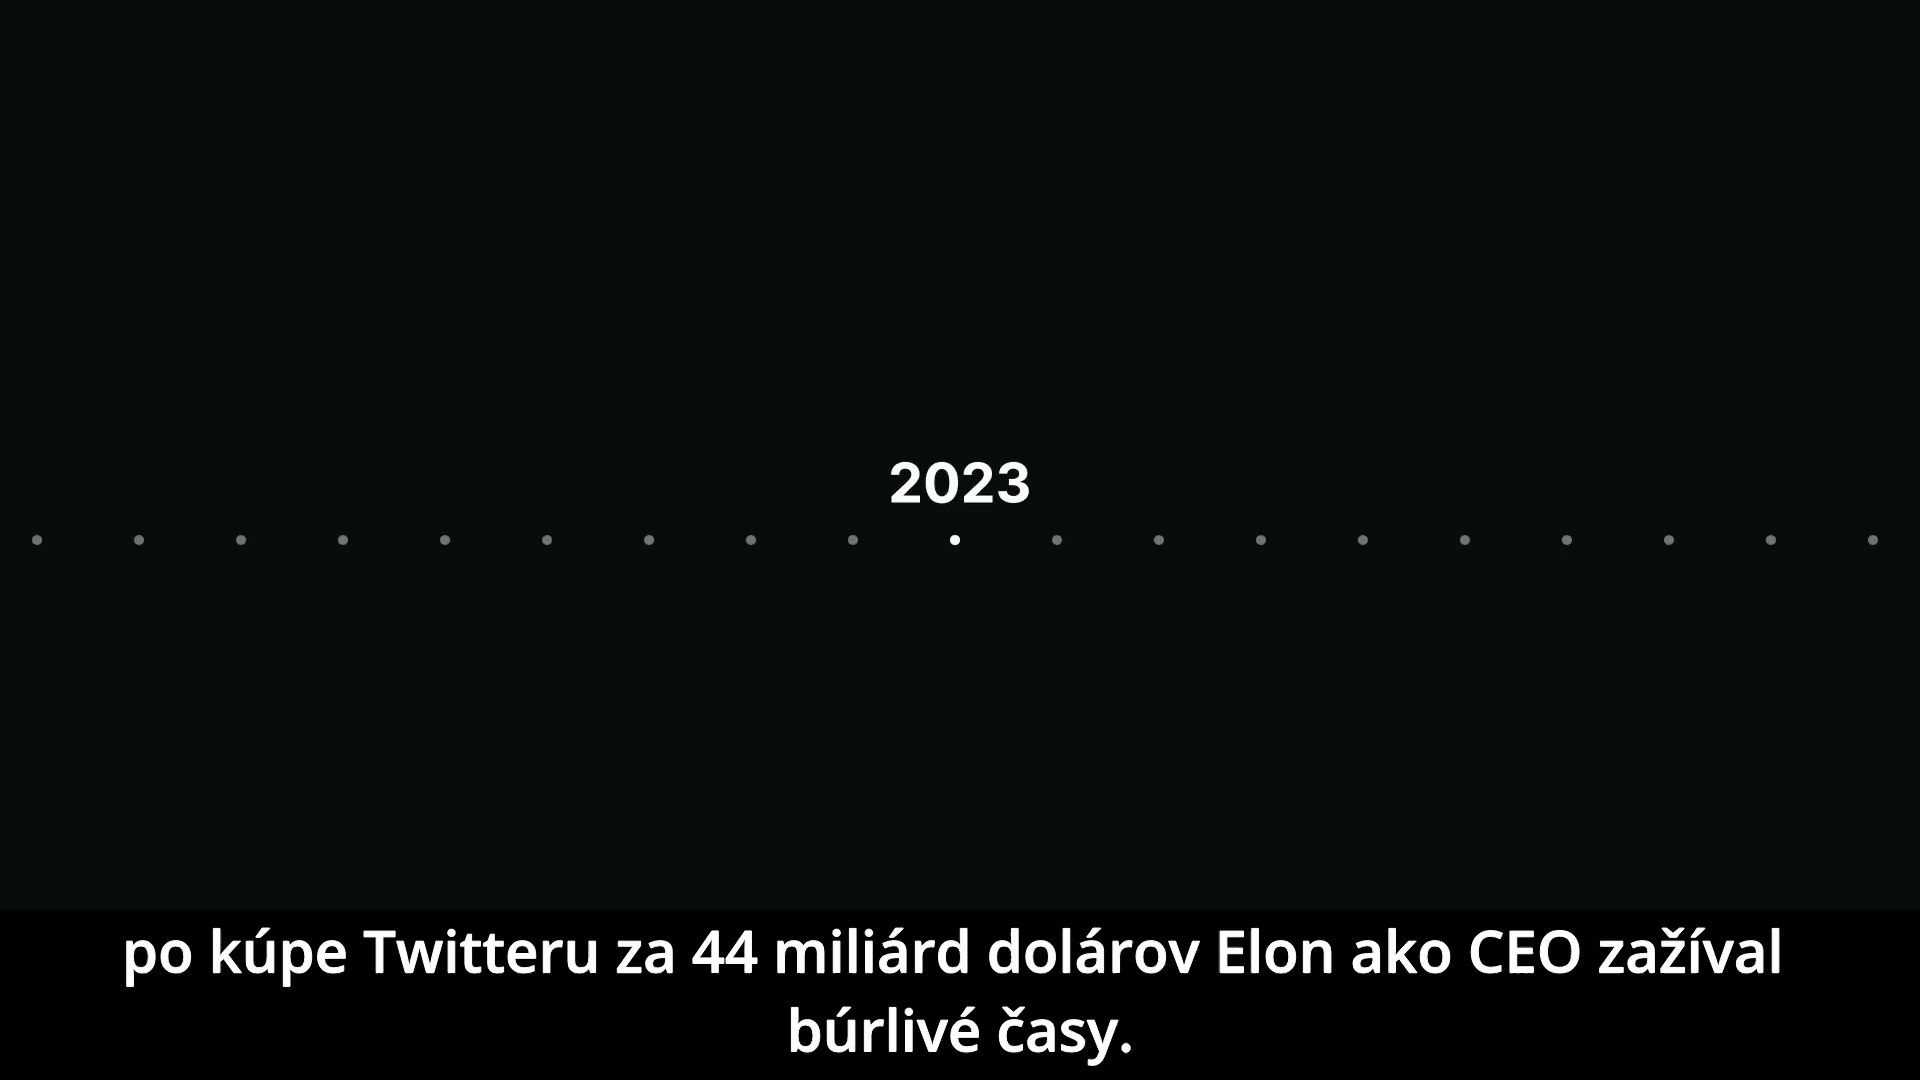 2023
po kúpe Twitteru za 44 miliárd dolárov Elon ako CEO zažíval
búrlivé časy.